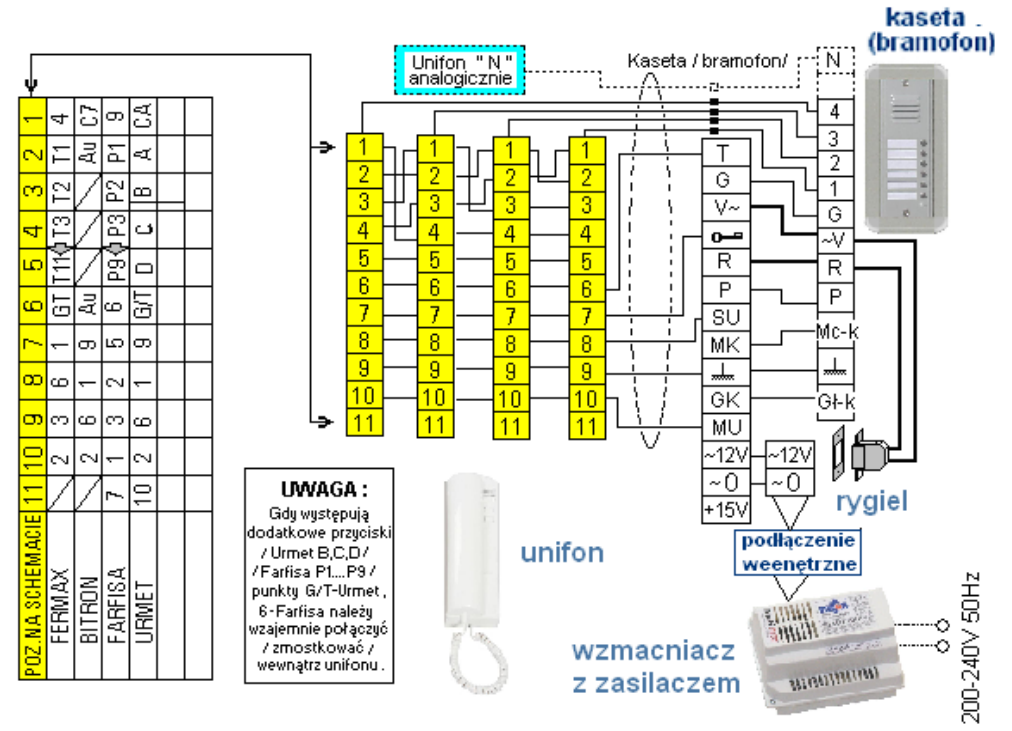 kaseta .
(bramofon)
Unifon " N "
analogicznie
Kaseta / bramofon/
N
4
3
2
1
G
~V
R
P
Mc-k
Gł-k
1
2
3
4
5
6
7
8
9
10
11
1
2
3
4
5
6
7
8
9
10
11
1
2
3
4
5
6
7
8
9
10
11
1
2
3
4
5
6
7
8
9
10
11
T
G
V~
R
P
SU
MK
GK
MU
~12V
~0
+15V
~12V
~0
POZ.NA SCHEMACIE 11 10 9 8 7 6 5 4 3 2 1
FERMAX 2 3 6 1 GT T11 T3 T2 T1 4
BITRON 2 6 1 9 Au Au C7
FARFISA 7 1 3 2 5 6 P9 P3 P2 P1 9
URMET 10 2 6 1 9 G/T D C B A CA
UWAGA :
Gdy występują
dodatkowe przyciski
/ Urmet B,C,D /
/ Farfisa P1....P9 /
punkty G/T-Urmet ,
6-Farfisa należy
wzajemnie połączyć
/ zmostkować /
wewnątrz unifonu .
unifon
rygiel
podłączenie
weenętrzne
wzmacniacz
z zasilaczem
200-240V 50Hz